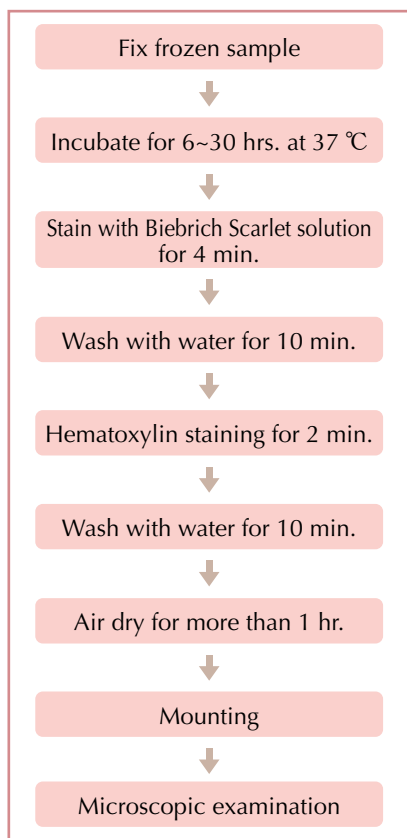 Fix frozen sample
Incubate for 6~30 hrs. at 37 ℃
Stain with Biebrich Scarlet solution
for 4 min.
Wash with water for 10 min.
Hematoxylin staining for 2 min.
Wash with water for 10 min.
Air dry for more than 1 hr.
Mounting
Microscopic examination